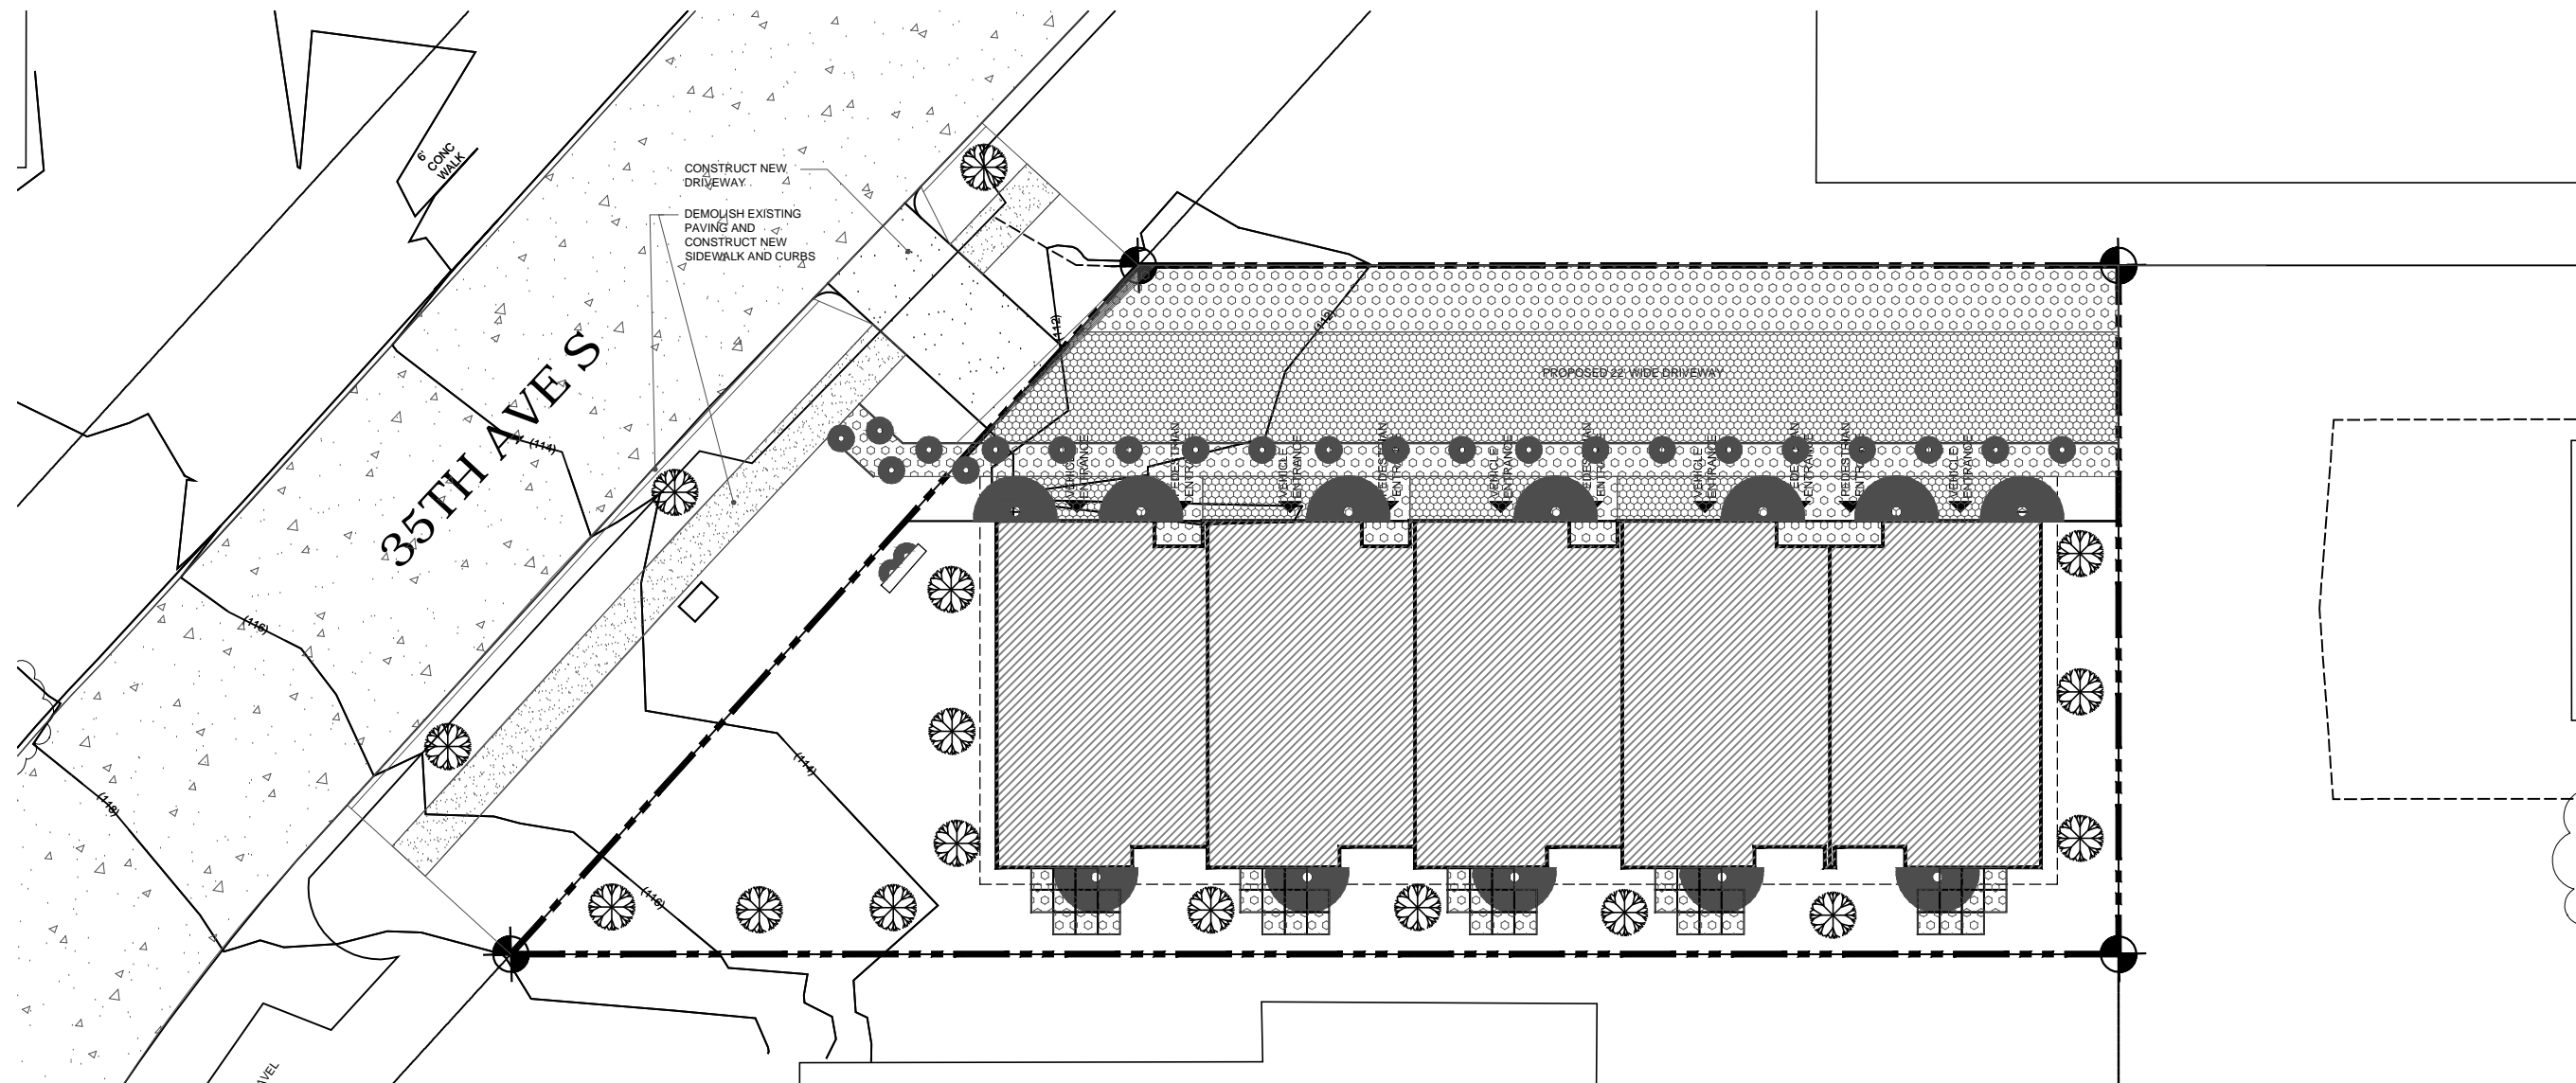 6'
CONC
WALK
CONSTRUCT NEW
DRIVEWAY
DEMOLISH EXISTING
PAVING AND
CONSTRUCT NEW
SIDEWALK AND CURBS
35TH AVE S
(112)
(112)
PROPOSED 22' WIDE DRIVEWAY
(114)
VEHICLE
ENTRANCE
PEDESTRIAN
ENTRANCE
VEHICLE
ENTRANCE
PEDESTRIAN
ENTRANCE
VEHICLE
ENTRANCE
PEDESTRIAN
ENTRANCE
VEHICLE
ENTRANCE
PEDESTRIAN
ENTRANCE
PEDESTRIAN
ENTRANCE
VEHICLE
ENTRANCE
(116)
(114)
(116)